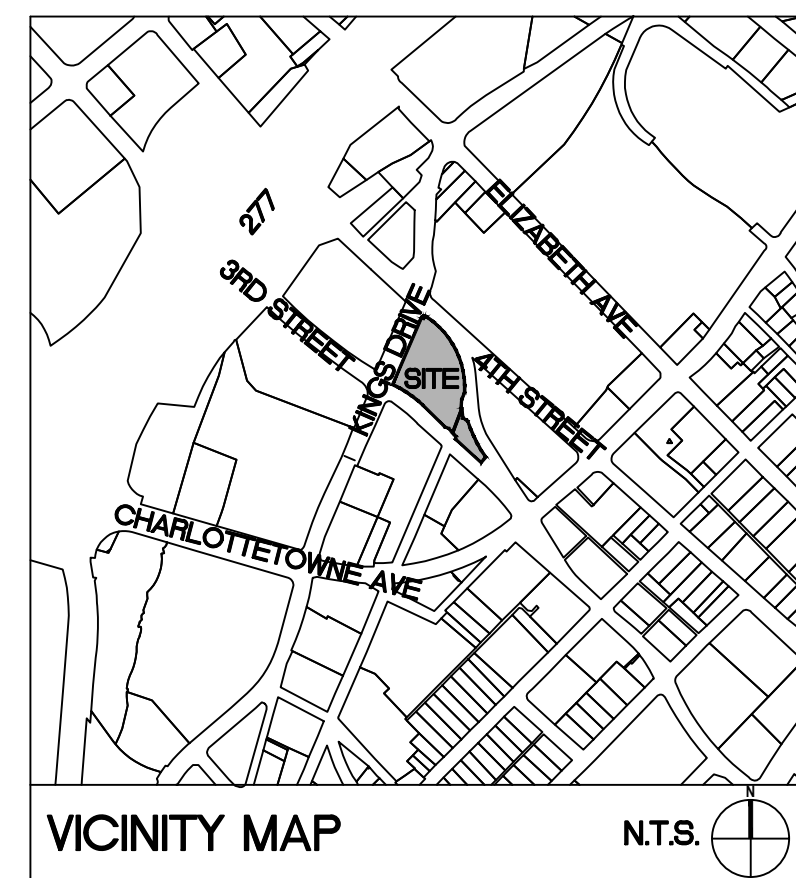 277
ELIZABETH AVE
3RD STREET
KINGS DRIVE
SITE
4TH STREET
CHARLOTTETOWNE AVE
VICINITY MAP
N.T.S.
N